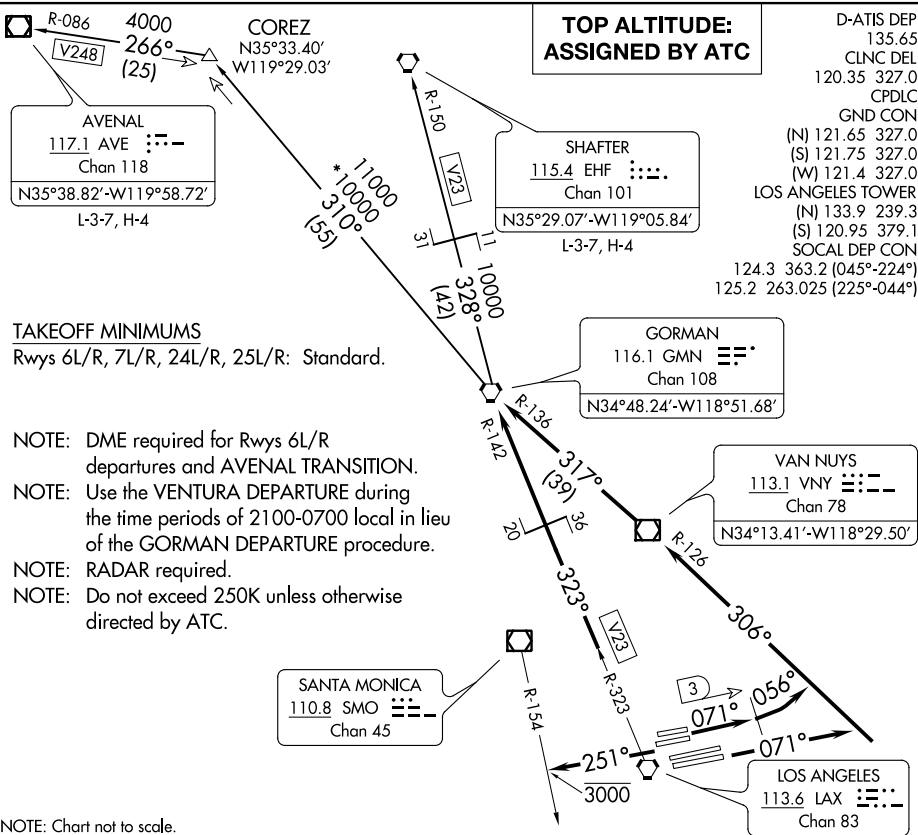 TOP ALTITUDE:
ASSIGNED BY ATC
D-ATIS DEP
135.65
CLNC DEL
120.35 327.0
CPDLC
GND CON
(N) 121.65 327.0
(S) 121.75 327.0
(W) 121.4 327.0
LOS ANGELES TOWER
(N) 133.9 239.3
(S) 120.95 379.1
SOCAL DEP CON
124.3 363.2 (045°-224°)
125.2 263.025 (225°-044°)
R-086
4000
266°
V248
(25)
COREZ
N35°33.40'
W119°29.03'
AVENAL
117.1 AVE
Chan 118
N35°38.82'-W119°58.72'
L-3-7, H-4
R-150
V23
SHAFTER
115.4 EHF
Chan 101
N35°29.07'-W119°05.84'
L-3-7, H-4
11000
*10000
310°
(55)
31
11
10000
328°
(42)
TAKEOFF MINIMUMS
Rwys 6L/R, 7L/R, 24L/R, 25L/R: Standard.
GORMAN
116.1 GMN
Chan 108
N34°48.24'-W118°51.68'
NOTE: DME required for Rwys 6L/R
departures and AVENAL TRANSITION.
NOTE: Use the VENTURA DEPARTURE during
the time periods of 2100-0700 local in lieu
of the GORMAN DEPARTURE procedure.
NOTE: RADAR required.
NOTE: Do not exceed 250K unless otherwise
directed by ATC.
R-136
R-142
317°
(39)
VAN NUYS
113.1 VNY
Chan 78
N34°13.41'-W118°29.50'
20
36
R-126
323°
306°
V23
SANTA MONICA
110.8 SMO
Chan 45
R-154
R-323
3
056°
071°
251°
071°
3000
LOS ANGELES
113.6 LAX
Chan 83
NOTE: Chart not to scale.